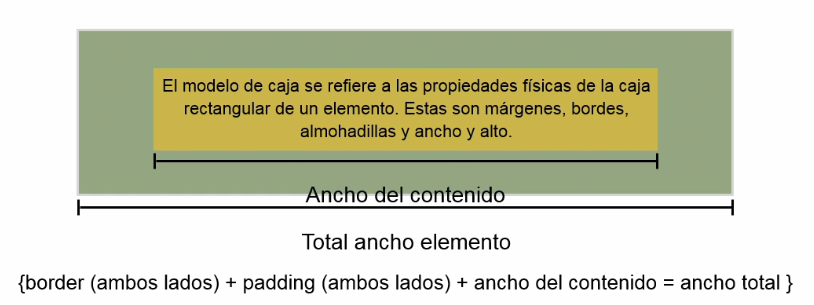 El modelo de caja se refiere a las propiedades físicas de la caja
rectangular de un elemento. Estas son márgenes, bordes,
almohadillas y ancho y alto.
Ancho del contenido
Total ancho elemento
{border (ambos lados) + padding (ambos lados) + ancho del contenido = ancho total }